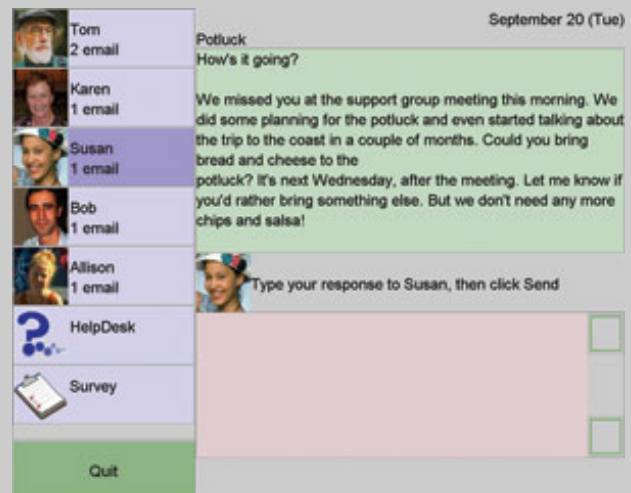 Tom
2 email
Karen
1 email
Susan
1 email
Bob
1 email
Allison
1 email
HelpDesk
Survey
Quit
September 20 (Tue)
Potluck
How's it going?
We missed you at the support group meeting this morning. We
did some planning for the potluck and even started talking about
the trip to the coast in a couple of months. Could you bring
bread and cheese to the
potluck? It's next Wednesday, after the meeting. Let me know if
you'd rather bring something else. But we don't need any more
chips and salsa!
Type your response to Susan, then click Send